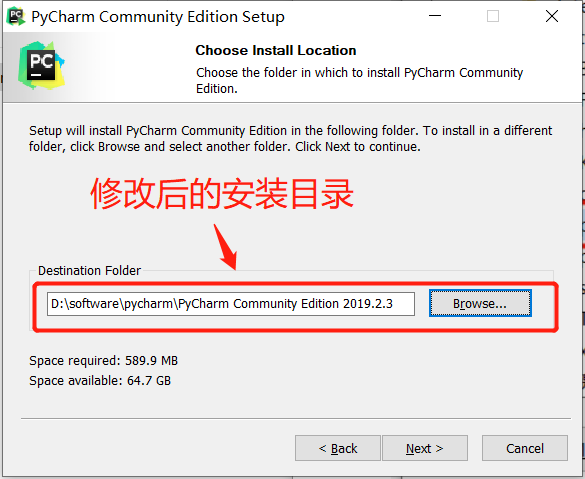 PyCharm Community Edition Setup
PC
Choose Install Location
Choose the folder in which to install PyCharm Community
Edition.
Setup will install PyCharm Community Edition in the following folder. To install in a different
folder, click Browse and select another folder. Click Next to continue.
修改后的安装目录
Destination Folder
D:\software\pycharm\PyCharm Community Edition 2019.2.3
Browse...
Space required: 589.9 MB
Space available: 64.7 GB
< Back
Next >
Cancel